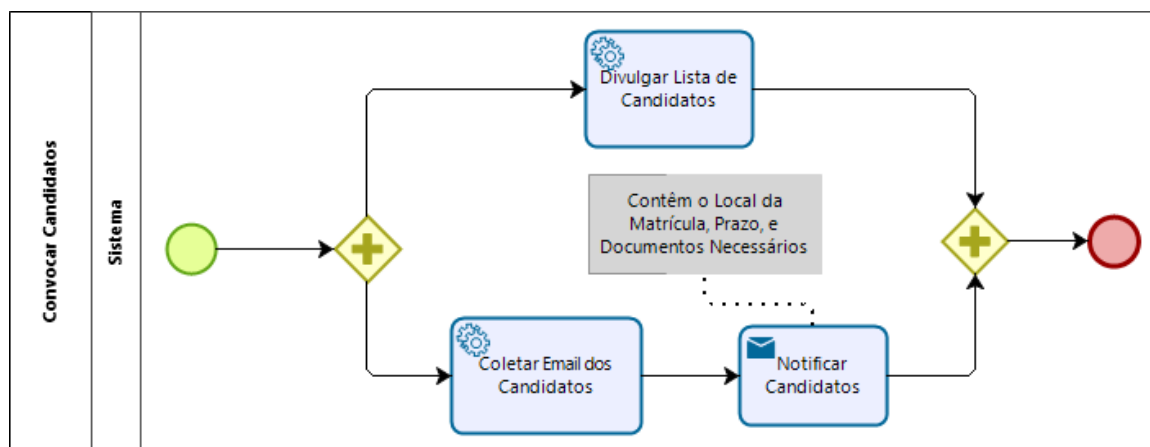 Convocar Candidatos
Sistema
Divulgar Lista de
Candidatos
Contêm o Local da
Matrícula, Prazo, e
Documentos Necessários
Coletar Email dos
Candidatos
Notificar
Candidatos